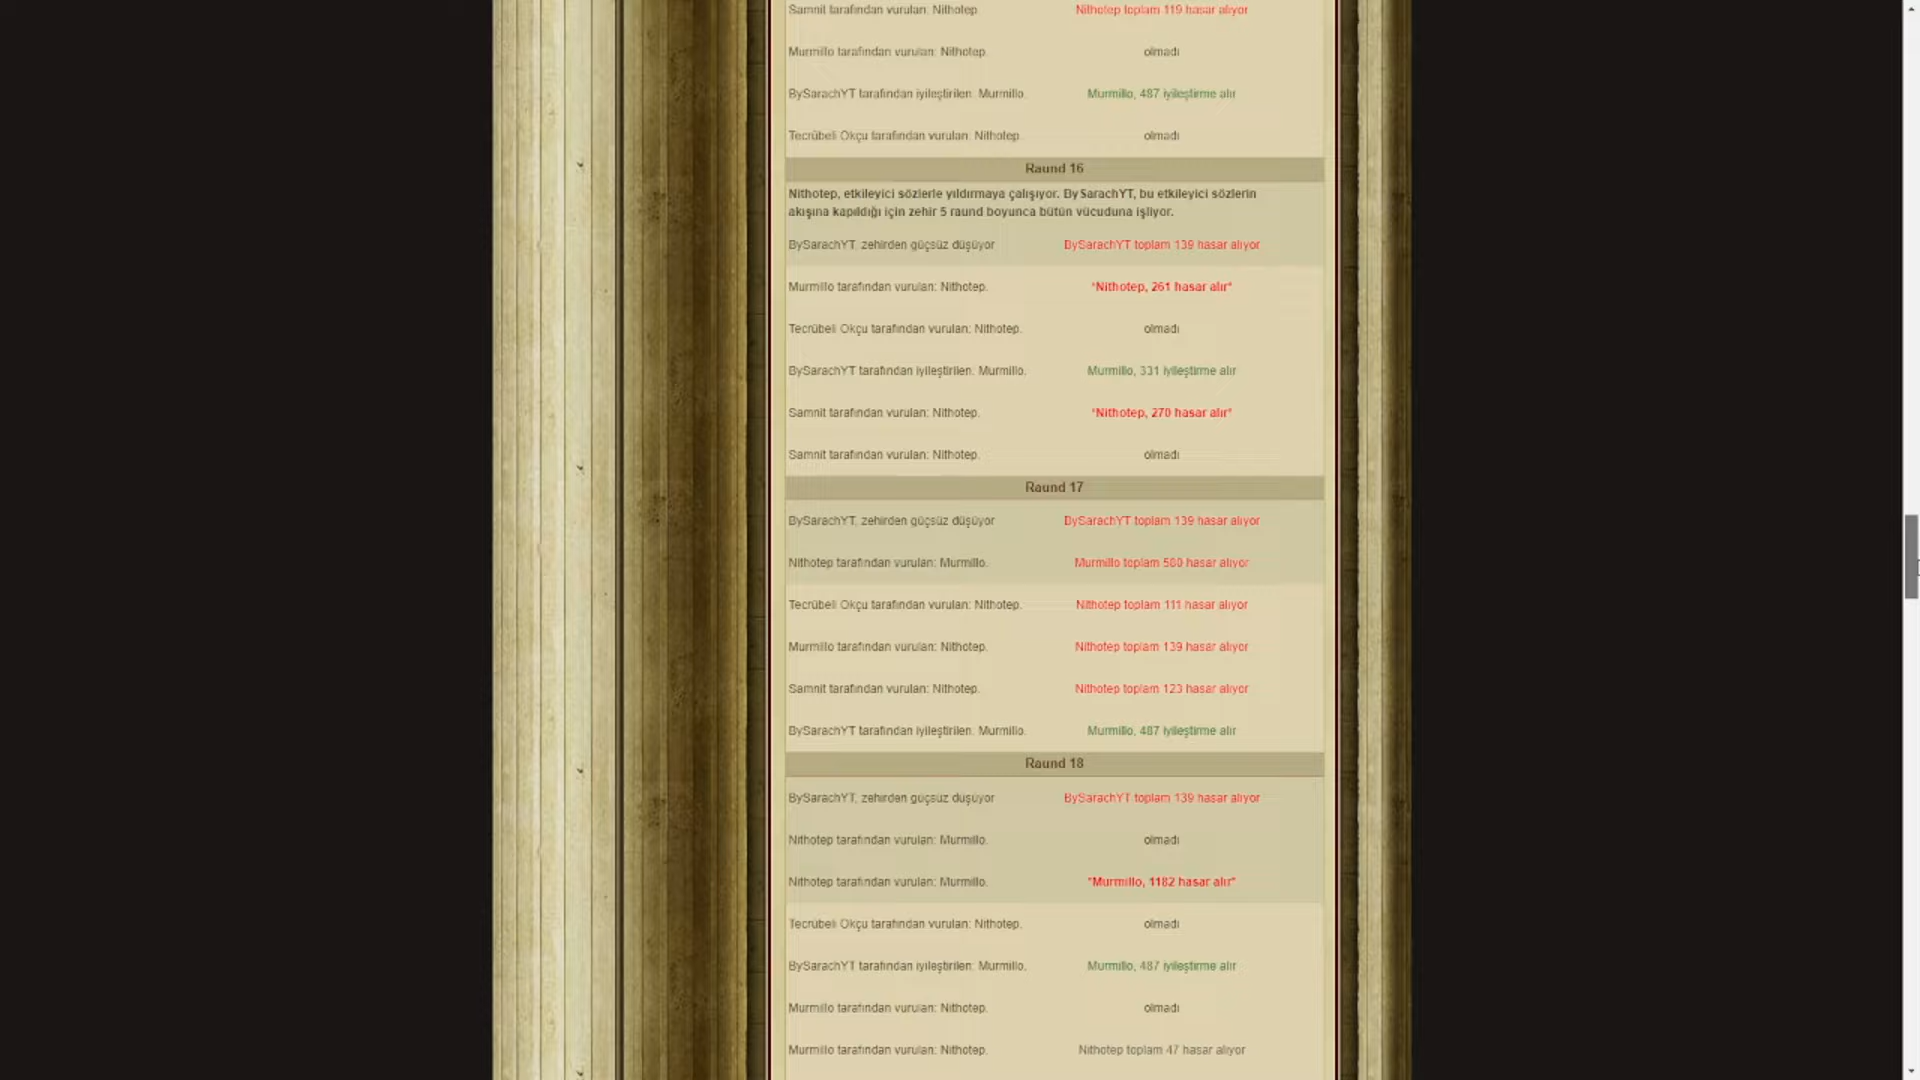 Samnit tarafından vurulan: Nithotep. Nithotep toplam 119 hasar alıyor
Murmillo tarafından vurulan: Nithotep. olmadı
BySarachYT tarafından iyileştirilen: Murmillo. Murmillo, 487 iyileştirme alır
Tecrübeli Okçu tarafından vurulan: Nithotep. olmadı
Raund 16
Nithotep, etkileyici sözlerle yıldırmaya çalışıyor. BySarachYT, bu etkileyici sözlerin
akışına kapıldığı için zehir 5 raund boyunca bütün vücuduna işliyor.
BySarachYT, zehirden güçsüz düşüyor BySarachYT toplam 139 hasar alıyor
Murmillo tarafından vurulan: Nithotep. *Nithotep, 261 hasar alır*
Tecrübeli Okçu tarafından vurulan: Nithotep. olmadı
BySarachYT tarafından iyileştirilen: Murmillo. Murmillo, 331 iyileştirme alır
Samnit tarafından vurulan: Nithotep. *Nithotep, 270 hasar alır*
Samnit tarafından vurulan: Nithotep. olmadı
Raund 17
BySarachYT, zehirden güçsüz düşüyor BySarachYT toplam 139 hasar alıyor
Nithotep tarafından vurulan: Murmillo. Murmillo toplam 580 hasar alıyor
Tecrübeli Okçu tarafından vurulan: Nithotep. Nithotep toplam 111 hasar alıyor
Murmillo tarafından vurulan: Nithotep. Nithotep toplam 139 hasar alıyor
Samnit tarafından vurulan: Nithotep. Nithotep toplam 123 hasar alıyor
BySarachYT tarafından iyileştirilen: Murmillo. Murmillo, 487 iyileştirme alır
Raund 18
BySarachYT, zehirden güçsüz düşüyor BySarachYT toplam 139 hasar alıyor
Nithotep tarafından vurulan: Murmillo. olmadı
Nithotep tarafından vurulan: Murmillo. *Murmillo, 1182 hasar alır*
Tecrübeli Okçu tarafından vurulan: Nithotep. olmadı
BySarachYT tarafından iyileştirilen: Murmillo. Murmillo, 487 iyileştirme alır
Murmillo tarafından vurulan: Nithotep. olmadı
Murmillo tarafından vurulan: Nithotep. Nithotep toplam 47 hasar alıyor